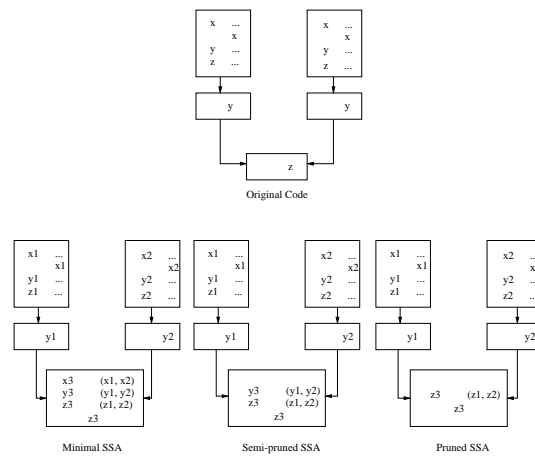 x ...
x
y ...
z ...
x ...
x
y ...
z ...
y
y
z
Original Code
x1 ...
x1
y1 ...
z1 ...
x2 ...
x2
y2 ...
z2 ...
y1
y2
x3 (x1, x2)
y3 (y1, y2)
z3 (z1, z2)
z3
Minimal SSA
x1 ...
x1
y1 ...
z1 ...
x2 ...
x2
y2 ...
z2 ...
y1
y2
y3 (y1, y2)
z3 (z1, z2)
z3
Semi-pruned SSA
x1 ...
x1
y1 ...
z1 ...
x2 ...
x2
y2 ...
z2 ...
y1
y2
z3 (z1, z2)
z3
Pruned SSA